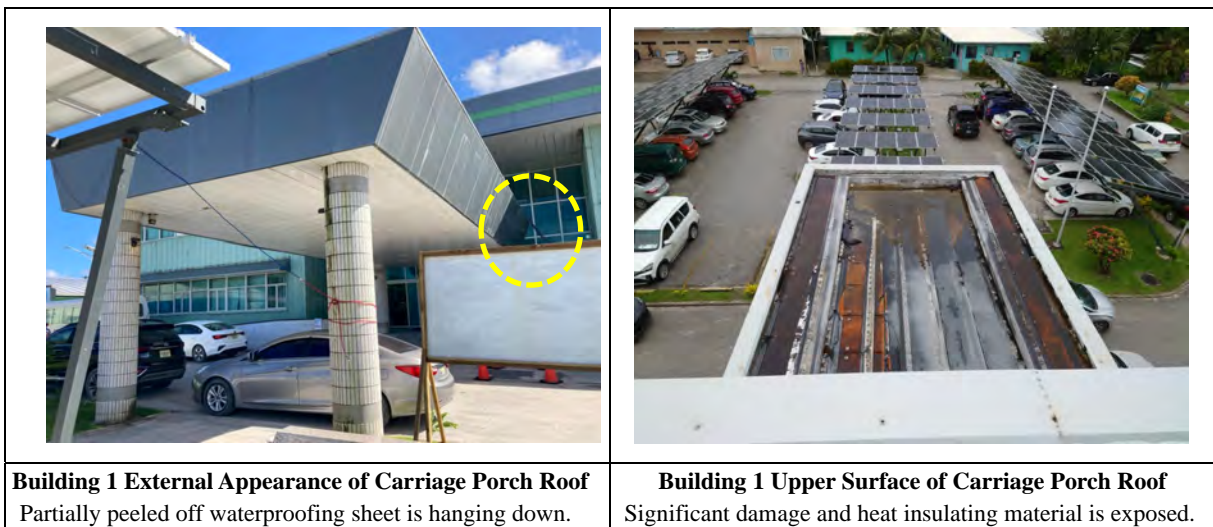 Building 1 External Appearance of Carriage Porch Roof
Partially peeled off waterproofing sheet is hanging down.
Building 1 Upper Surface of Carriage Porch Roof
Significant damage and heat insulating material is exposed.